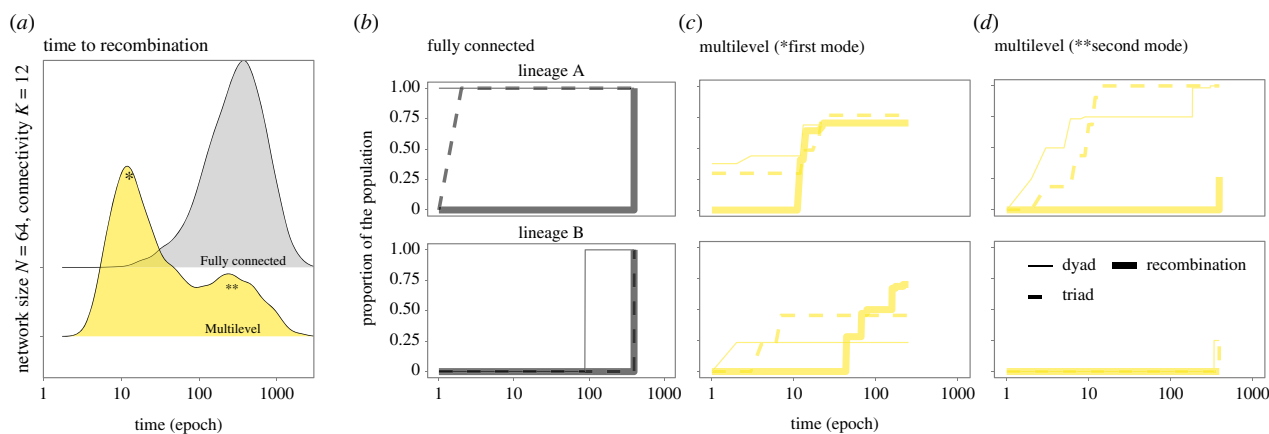 (a)
time to recombination
network size N = 64, connectivity K = 12
*
Fully connected
**
Multilevel
10 100 1000
time (epoch)
(b)
fully connected
lineage A
1.00
0.75
0.50
0.25
0
proportion of the population
lineage B
1.00
0.75
0.50
0.25
0
1 10 100 1000
(c)
multilevel (*first mode)
1 10 100 1000
time (epoch)
(d)
multilevel (**second mode)
dyad recombination
triad
1 10 100 1000